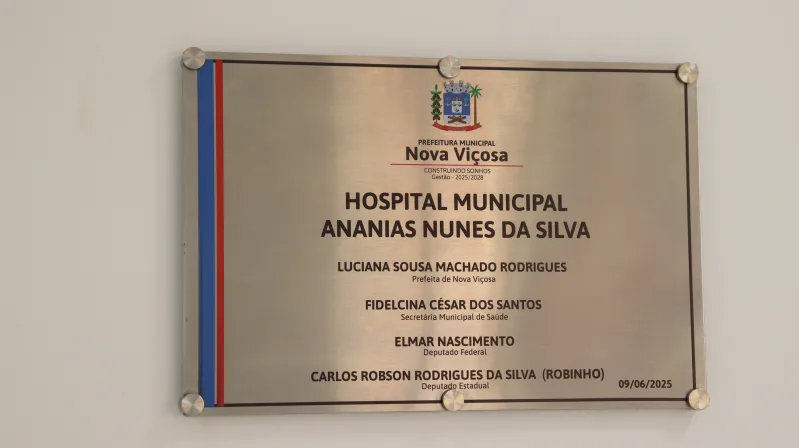 PREFEITURA MUNICIPAL
Nova Viçosa
CONSTRUINDO SONHOS
Gestão - 2025/2028
HOSPITAL MUNICIPAL
ANANIAS NUNES DA SILVA
LUCIANA SOUSA MACHADO RODRIGUES
Prefeita de Nova Viçosa
FIDELCINA CÉSAR DOS SANTOS
Secretária Municipal de Saúde
ELMAR NASCIMENTO
Deputado Federal
CARLOS ROBSON RODRIGUES DA SILVA (ROBINHO)
Deputado Estadual
09/06/2025